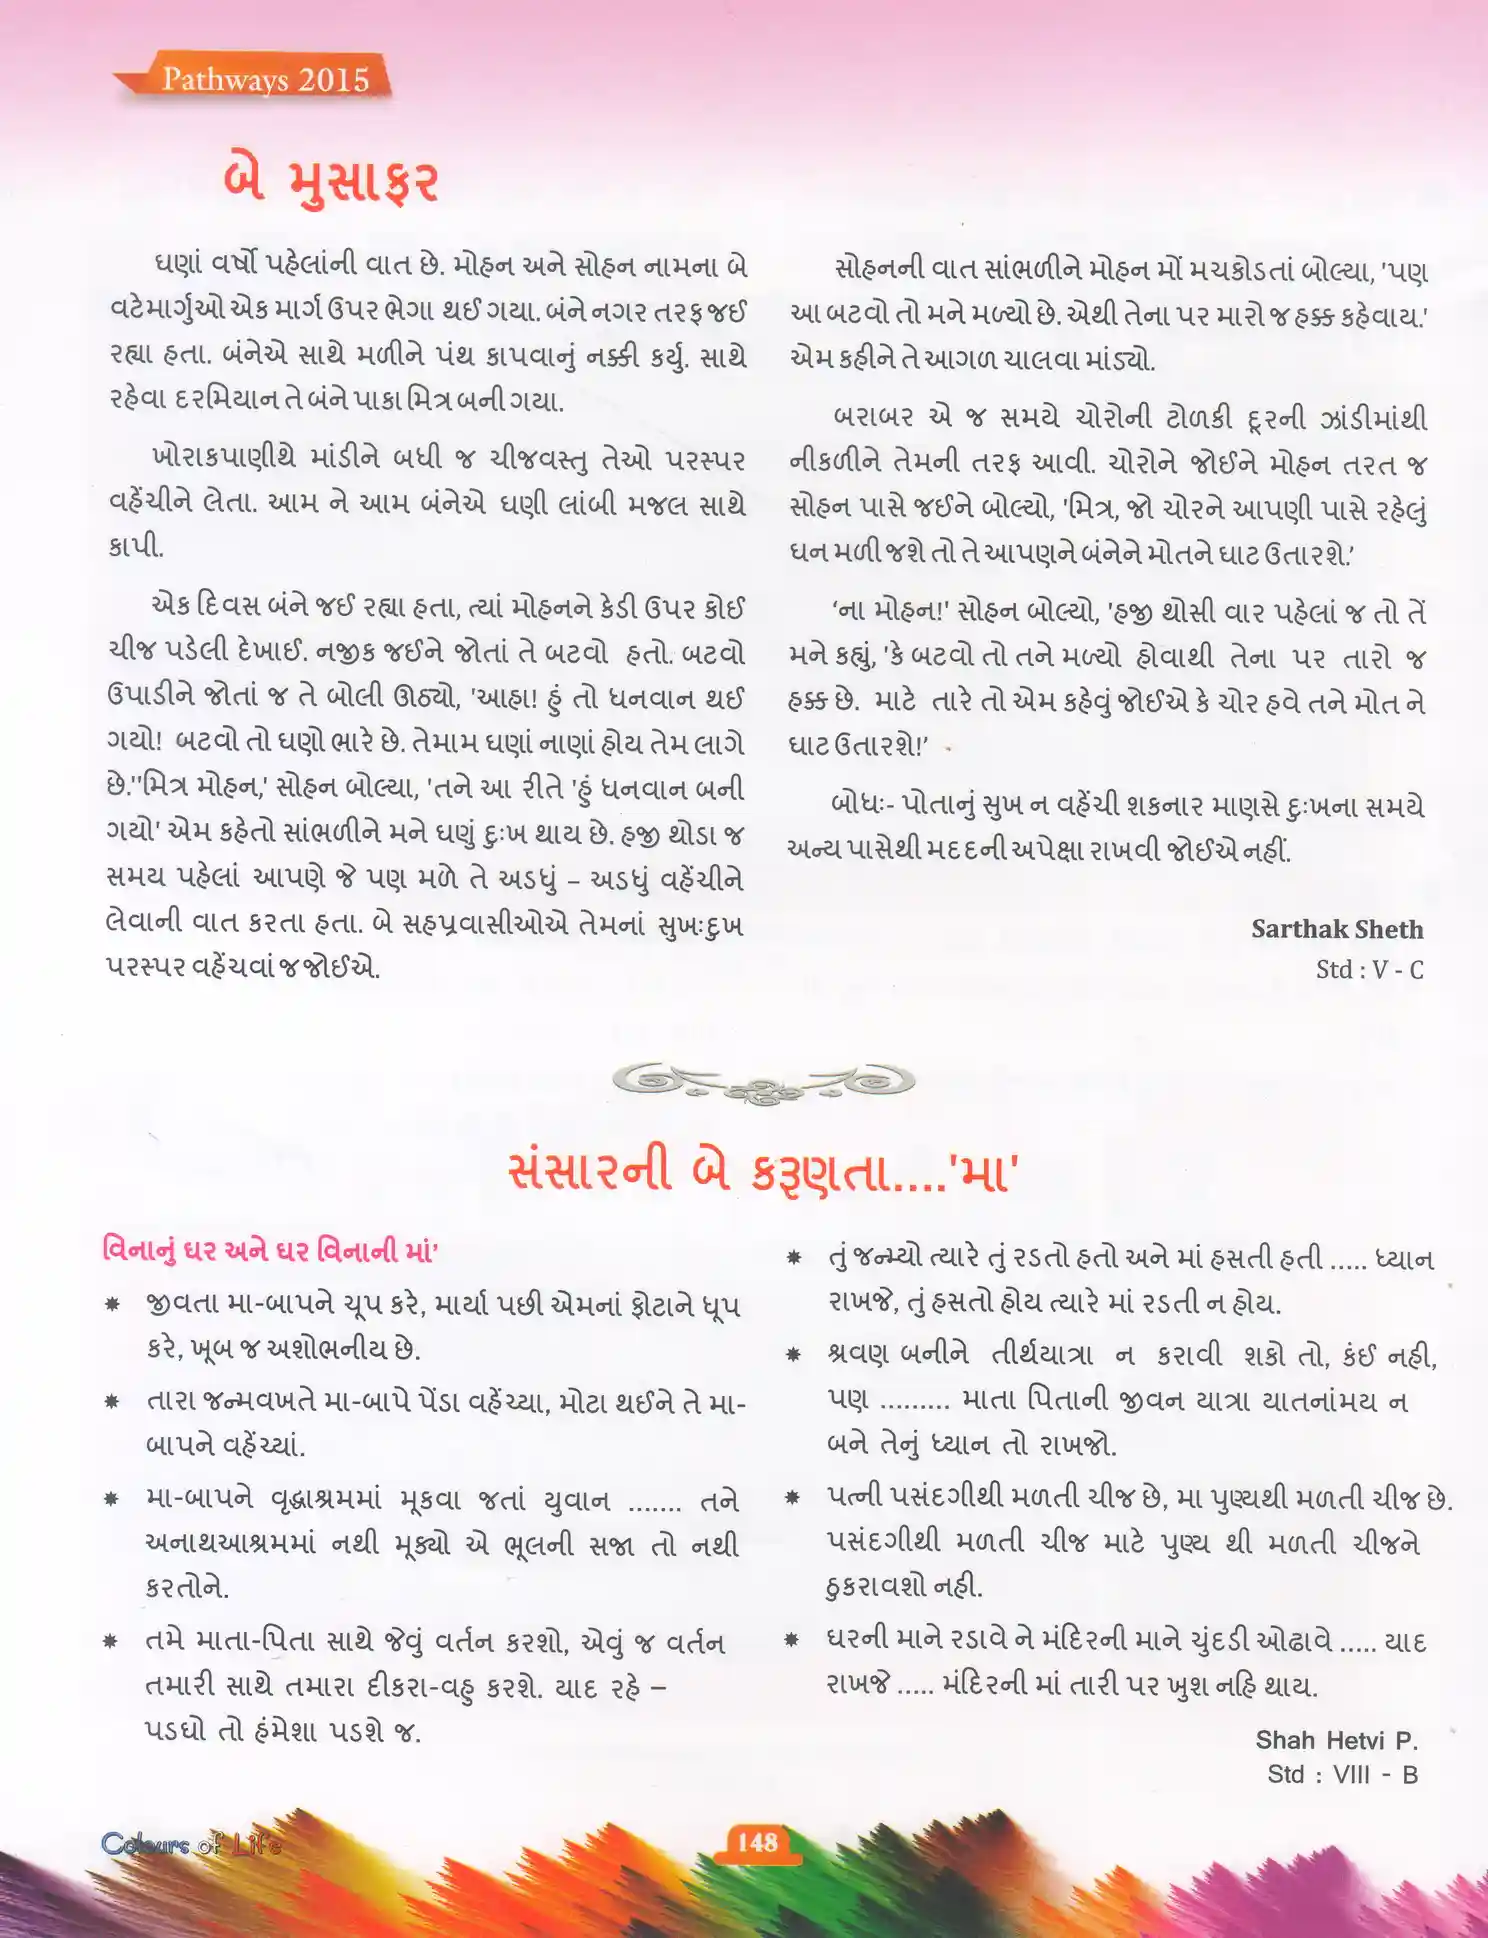 Pathways 2015
બે મુસાફર
ઘણાં વર્ષો પહેલાંની વાત છે. મોહન અને સોહન નામના બે
વટેમાર્ગુઓ એક માર્ગ ઉપર ભેગા થઈ ગયા. બંને નગર તરફ જઈ
રહ્યા હતા. બંનેએ સાથે મળીને પંથ કાપવાનું નક્કી કર્યુ. સાથે
રહેવા દરમિયાન તે બંને પાકા મિત્ર બની ગયા.
ખોરાકપાણીથે માંડીને બધી જ ચીજવસ્તુ તેઓ પરસ્પર
વહેંચીને લેતા. આમ ને આમ બંનેએ ઘણી લાંબી મજલ સાથે
કાપી.
એક દિવસ બંને જઈ રહ્યા હતા, ત્યાં મોહનને કેડી ઉપર કોઈ
ચીજ પડેલી દેખાઈ. નજીક જઈને જોતાં તે બટવો હતો. બટવો
ઉપાડીને જોતાં જ તે બોલી ઊઠ્યો, 'આહા! હું તો ધનવાન થઈ
ગયો! બટવો તો ઘણો ભારે છે. તેમામ ઘણાં નાણાં હોય તેમ લાગે
છે.''મિત્ર મોહન,' સોહન બોલ્યા, 'તને આ રીતે 'હું ધનવાન બની
ગયો' એમ કહેતો સાંભળીને મને ઘણું દુઃખ થાય છે. હજી થોડા જ
સમય પહેલાં આપણે જે પણ મળે તે અડધું – અડધું વહેંચીને
લેવાની વાત કરતા હતા. બે સહપ્રવાસીઓએ તેમનાં સુખઃદુખ
પરસ્પર વહેંચવાં જ જોઈએ.
સોહનની વાત સાંભળીને મોહન મોં મચકોડતાં બોલ્યા, 'પણ
આ બટવો તો મને મળ્યો છે. એથી તેના પર મારો જ હક્ક કહેવાય.'
એમ કહીને તે આગળ ચાલવા માંડ્યો.
બરાબર એ જ સમયે ચોરોની ટોળકી દૂરની ઝાંડીમાંથી
નીકળીને તેમની તરફ આવી. ચોરોને જોઈને મોહન તરત જ
સોહન પાસે જઈને બોલ્યો, 'મિત્ર, જો ચોરને આપણી પાસે રહેલું
ધન મળી જશે તો તે આપણને બંનેને મોતને ઘાટ ઉતારશે.'
‘ના મોહન!' સોહન બોલ્યો, 'હજી થોસી વાર પહેલાં જ તો તેં
મને કહ્યું, 'કે બટવો તો તને મળ્યો હોવાથી તેના પર તારો જ
હક્ક છે. માટે તારે તો એમ કહેવું જોઈએ કે ચોર હવે તને મોત ને
ઘાટ ઉતારશે!’
બોધઃ- પોતાનું સુખ ન વહેંચી શકનાર માણસે દુઃખના સમયે
અન્ય પાસેથી મદદની અપેક્ષા રાખવી જોઈએ નહીં.
Sarthak Sheth
Std : V - C
સંસારની બે કરૂણતા....'મા'
વિનાનું ઘર અને ઘર વિનાની માં'
✷ જીવતા મા-બાપને ચૂપ કરે, માર્યા પછી એમનાં ફોટાને ધૂપ
કરે, ખૂબ જ અશોભનીય છે.
✷ તારા જન્મવખતે મા-બાપે પેંડા વહેંચ્યા, મોટા થઈને તે મા-
બાપને વહેંચ્યાં.
✷ મા-બાપને વૃદ્ધાશ્રમમાં મૂકવા જતાં યુવાન ....... તને
અનાથઆશ્રમમાં નથી મૂક્યો એ ભૂલની સજા તો નથી
કરતોને.
✷ તમે માતા-પિતા સાથે જેવું વર્તન કરશો, એવું જ વર્તન
તમારી સાથે તમારા દીકરા-વહુ કરશે. યાદ રહે –
પડઘો તો હંમેશા પડશે જ.
✷ તું જન્મ્યો ત્યારે તું રડતો હતો અને માં હસતી હતી ..... ધ્યાન
રાખજે, તું હસતો હોય ત્યારે માં રડતી ન હોય.
✷ શ્રવણ બનીને તીર્થયાત્રા ન કરાવી શકો તો, કંઈ નહી,
પણ ......... માતા પિતાની જીવન યાત્રા યાતનાંમય ન
બને તેનું ધ્યાન તો રાખજો.
✷ પત્ની પસંદગીથી મળતી ચીજ છે, મા પુણ્યથી મળતી ચીજ છે.
પસંદગીથી મળતી ચીજ માટે પુણ્ય થી મળતી ચીજને
ઠુકરાવશો નહી.
✷ ઘરની માને રડાવે ને મંદિરની માને ચુંદડી ઓઢાવે ..... યાદ
રાખજે ..... મંદિરની માં તારી પર ખુશ નહિ થાય.
Shah Hetvi P.
Std : VIII - B
Colours of Life
148